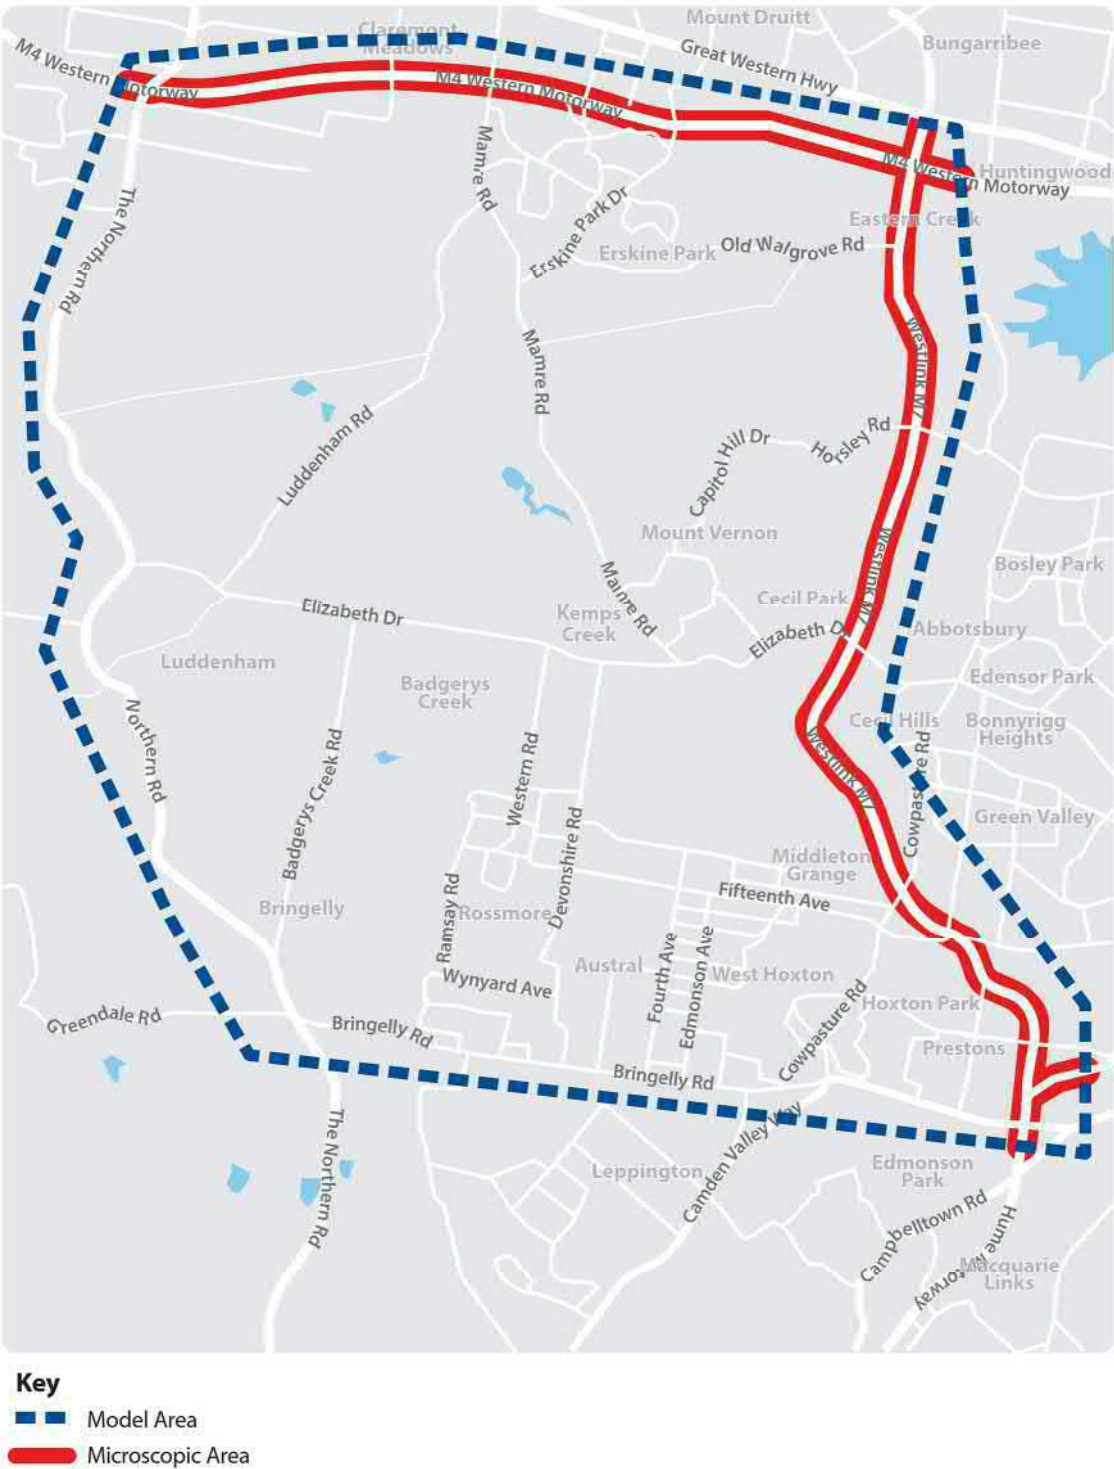 Mount Druitt
Claremont
Meadows
Bungarribee
Great Western Hwy
M4 Western Motorway
M4 Western Motorway
M4 Western Motorway
Huntingwood
The Northern Rd
Mamre Rd
Erskine Park Dr
Erskine Park
Old Walgrove Rd
Eastern Creek
Westlink M7
Mamre Rd
Luddenham Rd
Capitol Hill Dr
Horsley Rd
Mount Vernon
Westlink M7
Bosley Park
Mamre Rd
Cecil Park
Elizabeth Dr
Kemps
Creek
Elizabeth Dr
Abbotsbury
Luddenham
Badgerys
Creek
Edensor Park
Cecil Hills
Bonnyrigg
Heights
Northern Rd
Badgerys Creek Rd
Western Rd
Westlink M7
Cowpasture Rd
Green Valley
Devonshire Rd
Middleton
Grange
Fifteenth Ave
Ramsay Rd
Bringelly
Rossmore
Austral
Fourth Ave
Edmonson Ave
West Hoxton
Wynyard Ave
Cowpasture Rd
Hoxton Park
Greendale Rd
Bringelly Rd
Prestons
Bringelly Rd
The Northern Rd
Camden Valley Way
Leppington
Edmonson
Park
Campbelltown Rd
Hume Motorway
Macquarie
Links
Key
Model Area
Microscopic Area